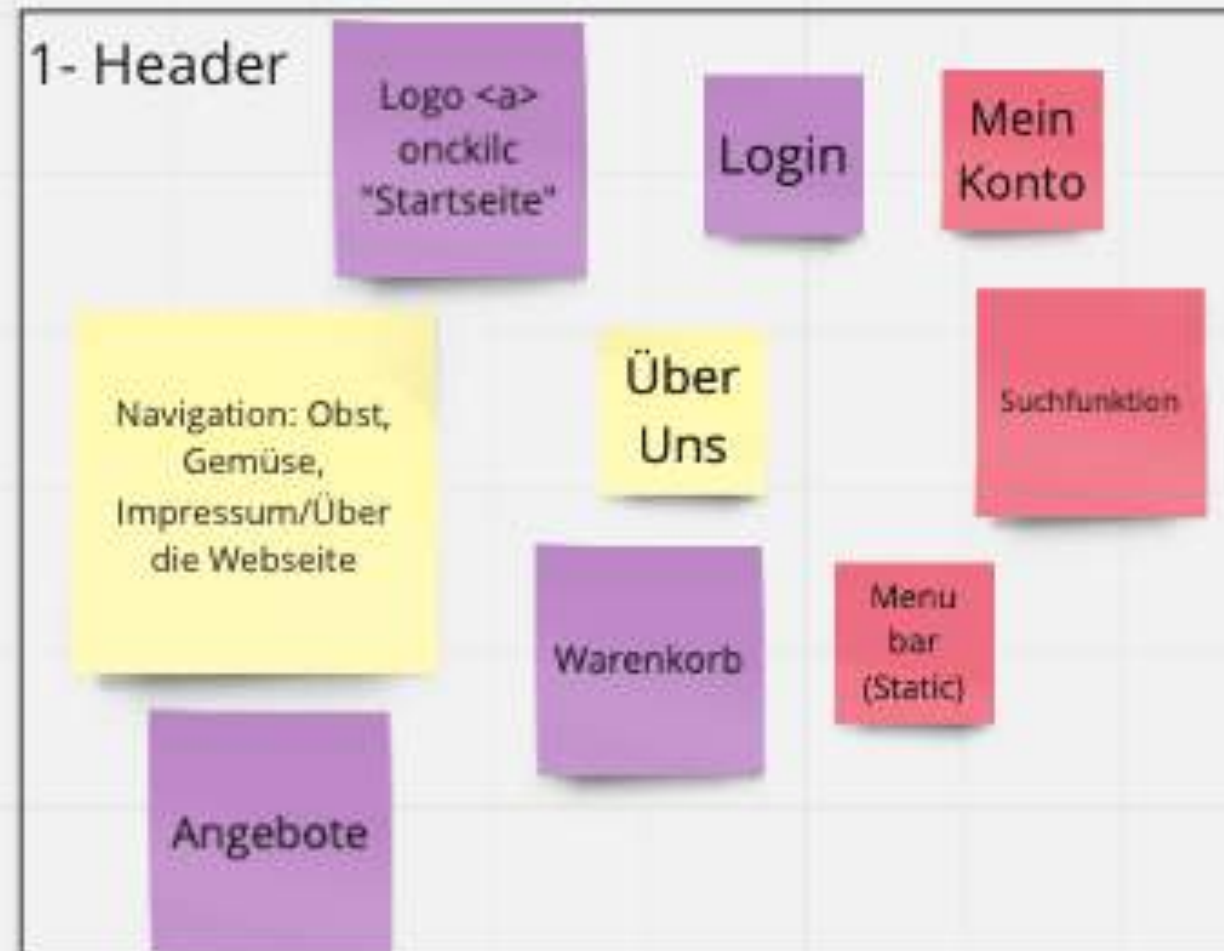 1- Header
Logo <a>
onckilc
"Startseite"
Login
Mein
Konto
Navigation: Obst,
Gemüse,
Impressum/Über
die Webseite
Über
Uns
Suchfunktion
Warenkorb
Menu
bar
(Static)
Angebote